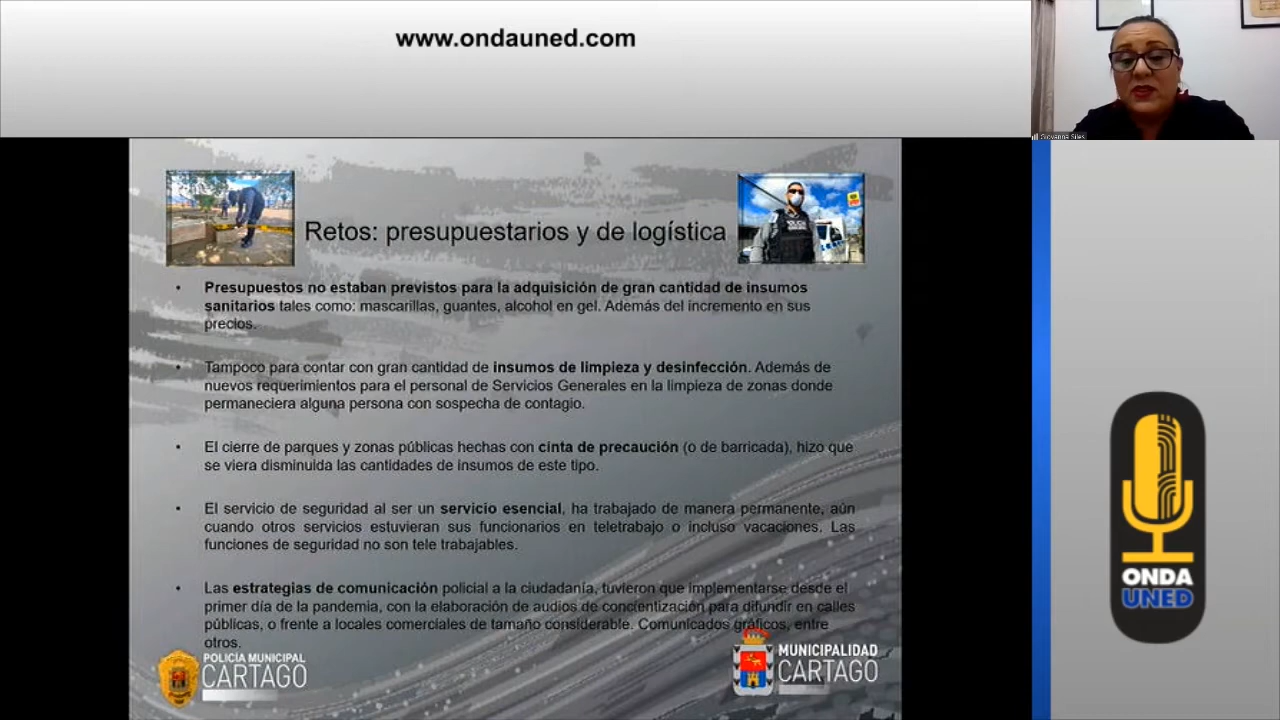 www.ondauned.com
Giovanna Siles
Retos: presupuestarios y de logística
• Presupuestos no estaban previstos para la adquisición de gran cantidad de insumos
sanitarios tales como: mascarillas, guantes, alcohol en gel. Además del incremento en sus
precios.
• Tampoco para contar con gran cantidad de insumos de limpieza y desinfección. Además de
nuevos requerimientos para el personal de Servicios Generales en la limpieza de zonas donde
permaneciera alguna persona con sospecha de contagio.
• El cierre de parques y zonas públicas hechas con cinta de precaución (o de barricada), hizo que
se viera disminuida las cantidades de insumos de este tipo.
• El servicio de seguridad al ser un servicio esencial, ha trabajado de manera permanente, aún
cuando otros servicios estuvieran sus funcionarios en teletrabajo o incluso vacaciones. Las
funciones de seguridad no son tele trabajables.
• Las estrategias de comunicación policial a la ciudadanía, tuvieron que implementarse desde el
primer día de la pandemia, con la elaboración de audios de concientización para difundir en calles
públicas, o frente a locales comerciales de tamaño considerable. Comunicados gráficos, entre
otros.
POLICÍA MUNICIPAL
CARTAGO
MUNICIPALIDAD
CARTAGO
ONDA
UNED